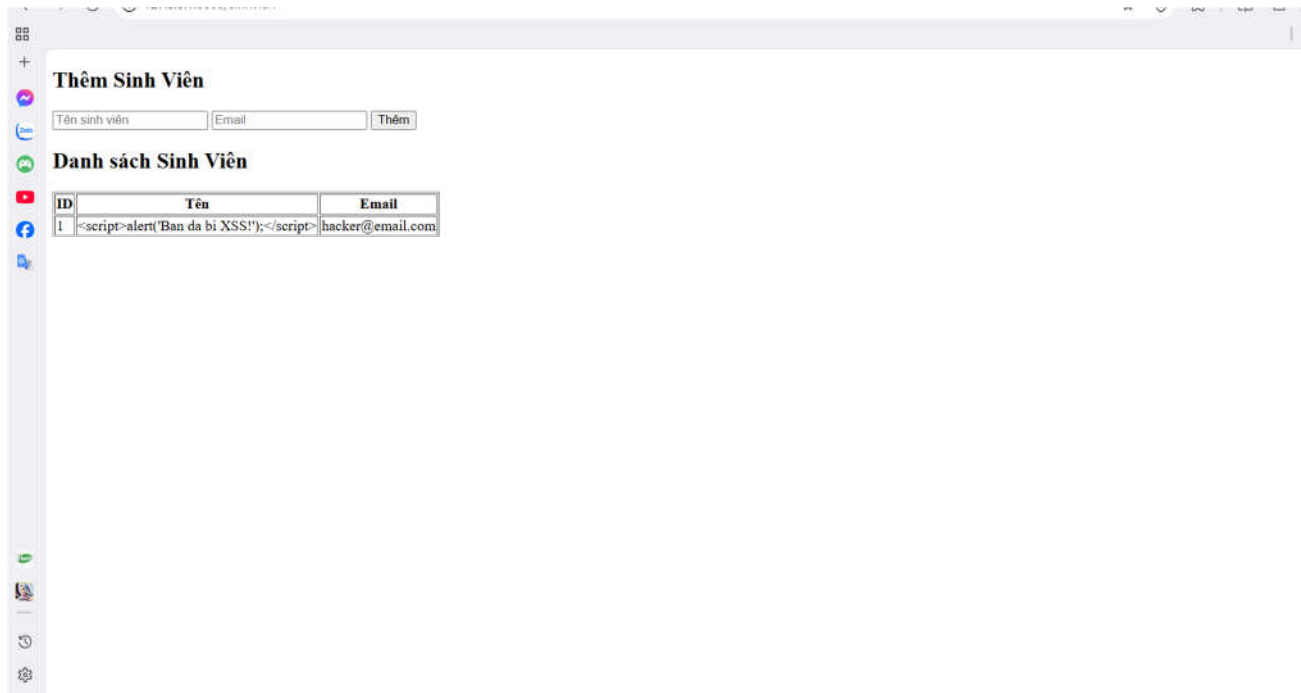 Thêm Sinh Viên
Tên sinh viên Email Thêm
Danh sách Sinh Viên
ID Tên Email
1 <script>alert('Ban da bi XSS!');</script> hacker@email.com
Zalo